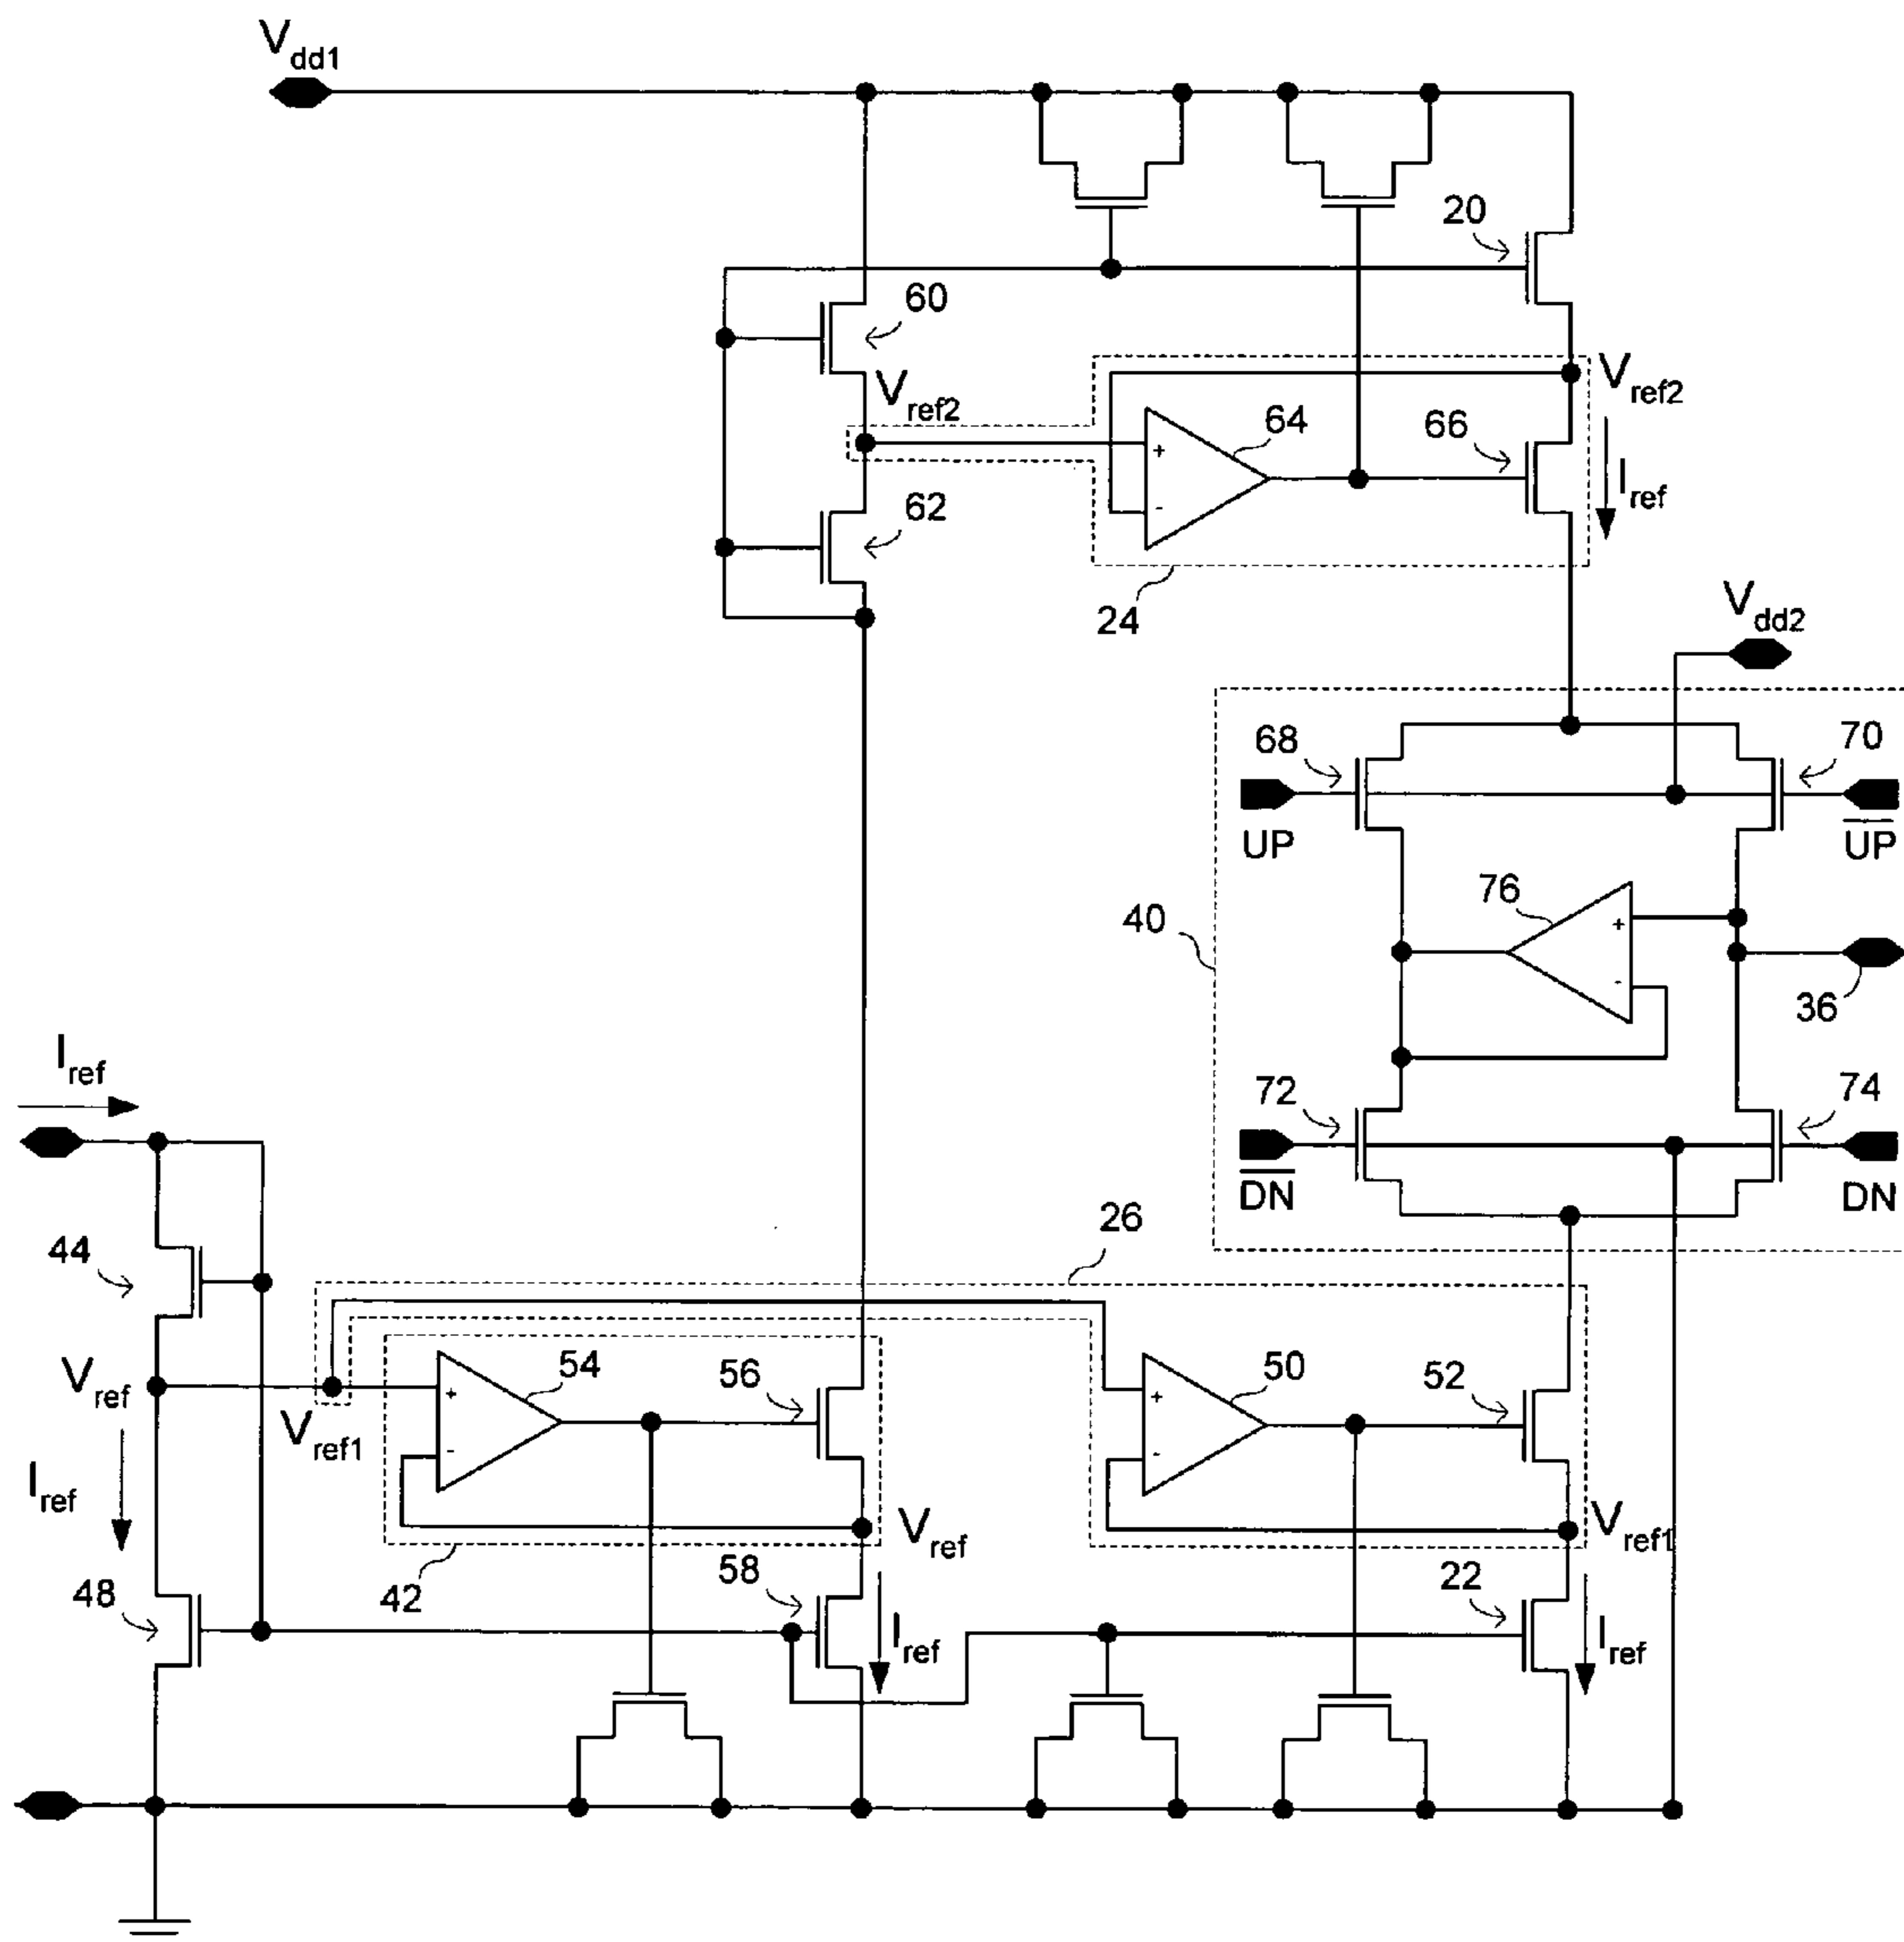 Vdd1
20
60
Vref2
Vref2
+
64
66
Iref
-
62
24
Vdd2
68
70
UP
UP
76
+
40
-
36
Iref
72
74
DN
DN
26
44
Vref
54
56
50
52
+
+
Vref1
-
-
Iref
Vref
Vref1
42
58
22
48
Iref
Iref